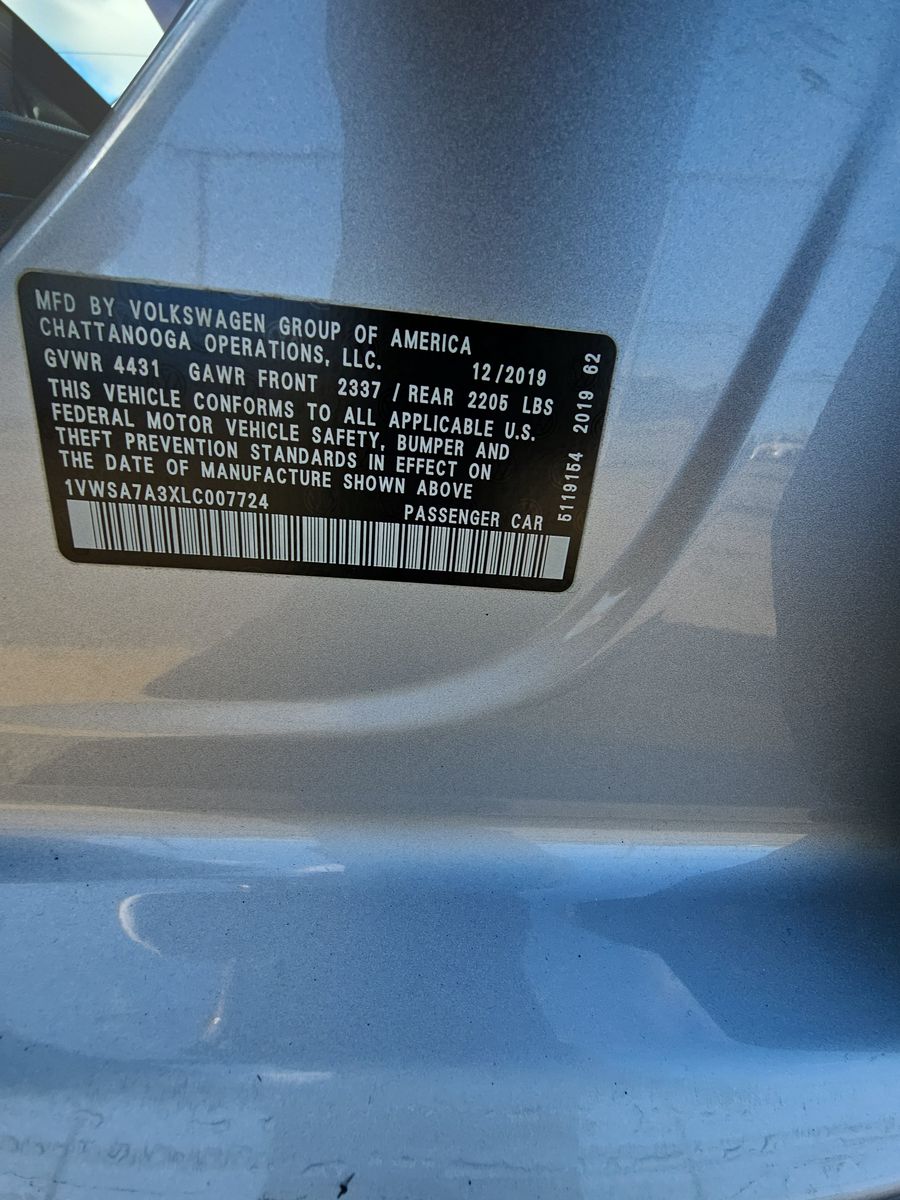 MFD BY VOLKSWAGEN GROUP OF AMERICA
CHATTANOOGA OPERATIONS, LLC.
12/2019
GVWR 4431 GAWR FRONT 2337 / REAR 2205 LBS
THIS VEHICLE CONFORMS TO ALL APPLICABLE U.S.
FEDERAL MOTOR VEHICLE SAFETY, BUMPER AND
THEFT PREVENTION STANDARDS IN EFFECT ON
THE DATE OF MANUFACTURE SHOWN ABOVE
1VWSA7A3XLC007724
PASSENGER CAR
5119154 2019 62